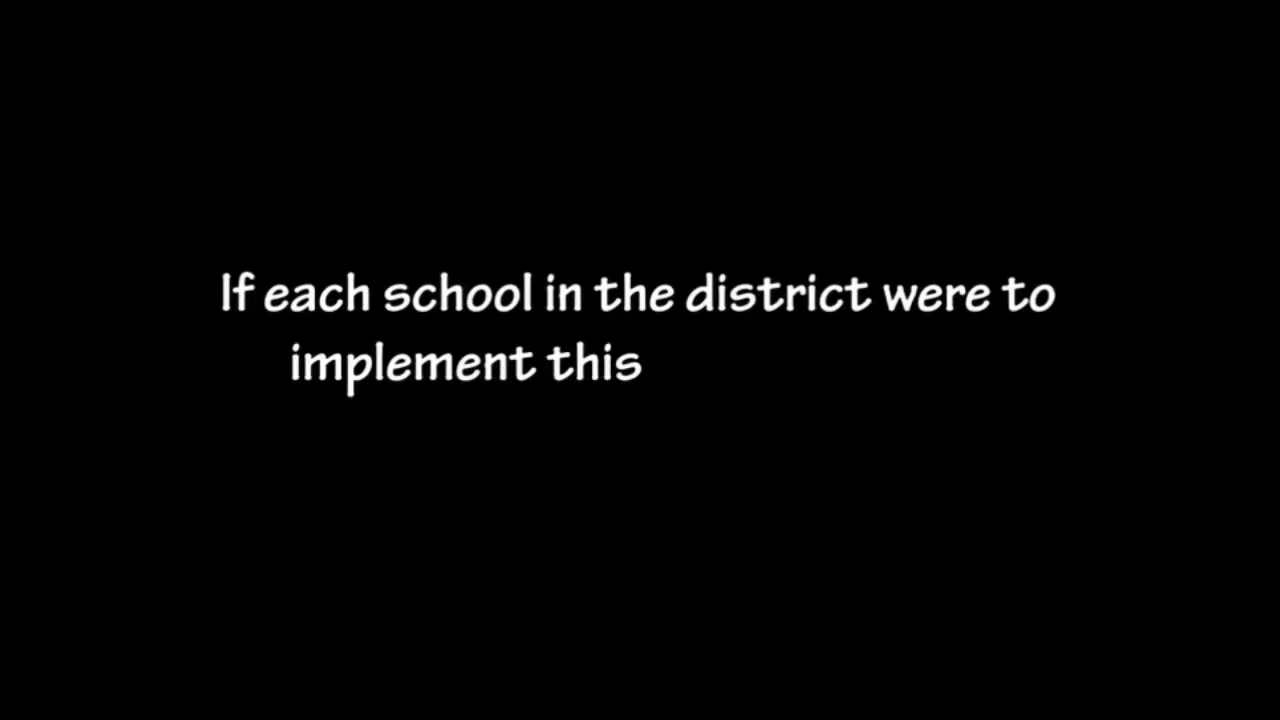 If each school in the district were to
implement this